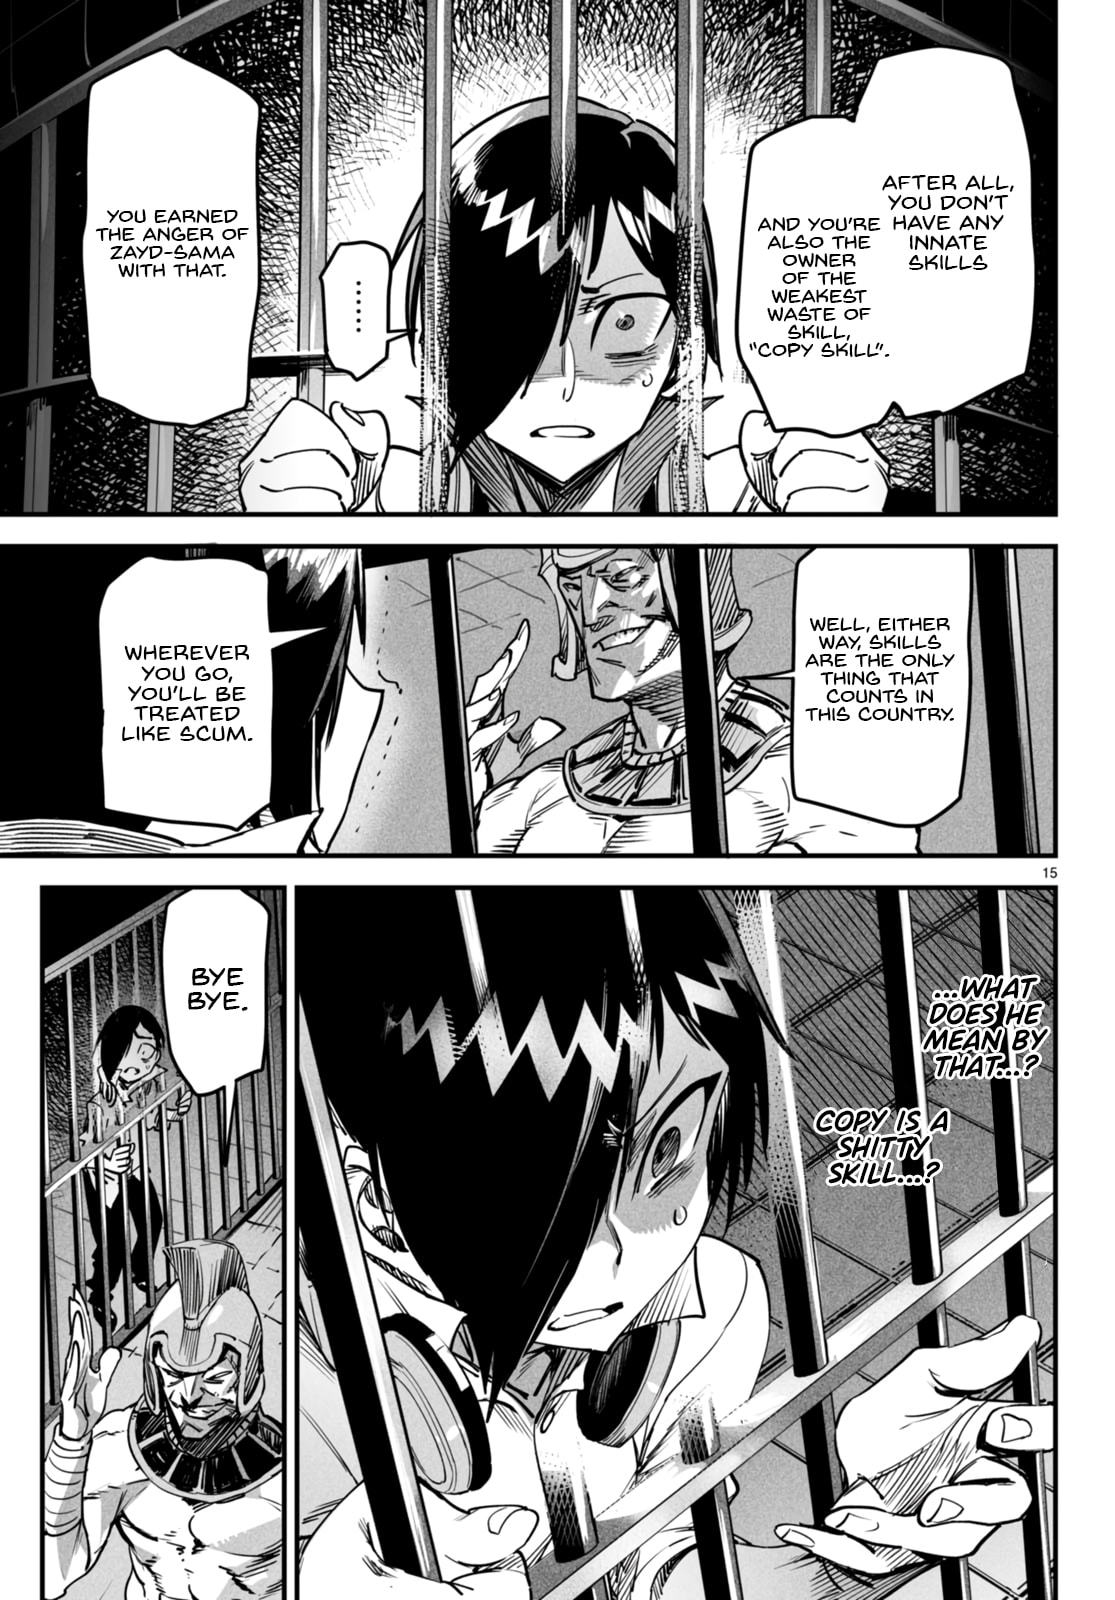 AFTER ALL,
YOU DON'T
HAVE ANY
INNATE
SKILLS
AND YOU'RE
ALSO THE
OWNER
OF THE
WEAKEST
WASTE OF
SKILL,
"COPY SKILL".
........
YOU EARNED
THE ANGER OF
ZAYD-SAMA
WITH THAT.
WELL, EITHER
WAY, SKILLS
ARE THE ONLY
THING THAT
COUNTS IN
THIS COUNTRY.
WHEREVER
YOU GO,
YOU'LL BE
TREATED
LIKE SCUM.
15
...WHAT
DOES HE
MEAN BY
THAT...?
COPY IS A
SHITTY
SKILL...?
BYE
BYE.